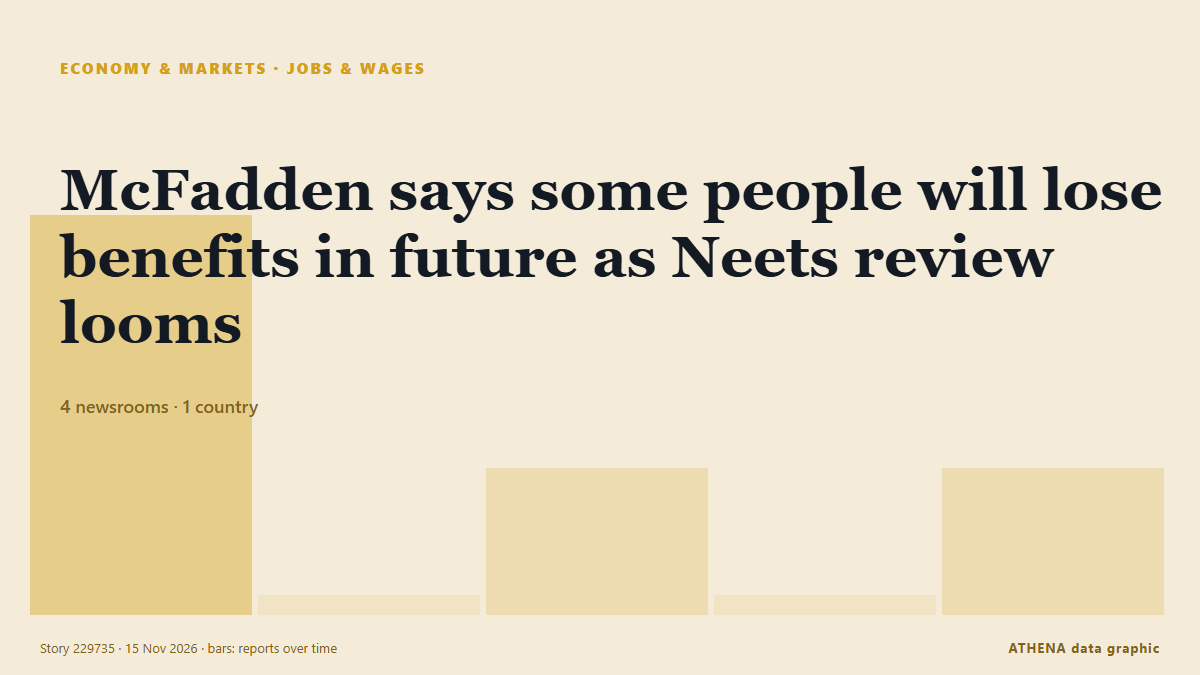 ECONOMY & MARKETS · JOBS & WAGES
McFadden says some people will lose
benefits in future as Neets review
looms
4 newsrooms · 1 country
Story 229735 · 15 Nov 2026 · bars: reports over time
ATHENA data graphic